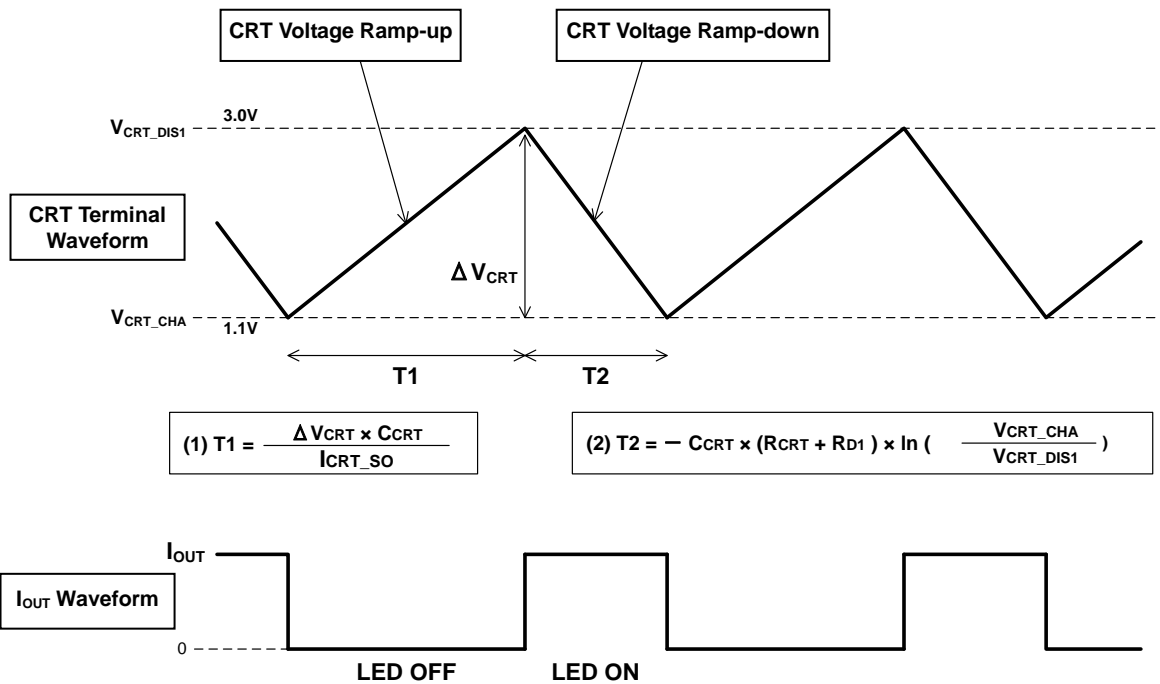 CRT Voltage Ramp-up
CRT Voltage Ramp-down
VCRT_DIS1
3.0V
CRT Terminal
Waveform
Δ VCRT
VCRT_CHA
1.1V
T1
T2
(1) T1 = Δ VCRT × CCRT / ICRT_SO
(2) T2 = − CCRT × (RCRT + RD1 ) × ln ( VCRT_CHA / VCRT_DIS1 )
IOUT
IOUT Waveform
0
LED OFF
LED ON